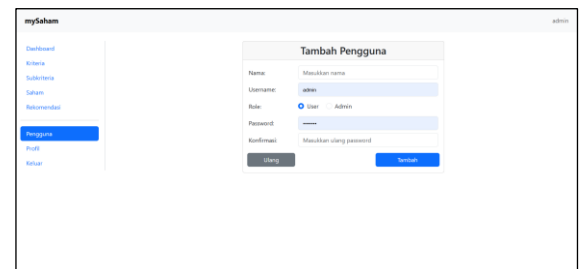 mySaham
admin
Dashboard
Kriteria
Subkriteria
Saham
Rekomendasi
Pengguna
Profil
Keluar
Tambah Pengguna
Nama: Masukkan nama
Username: admin
Role: User Admin
Password: •••••••
Konfirmasi: Masukkan ulang password
Ulang Tambah